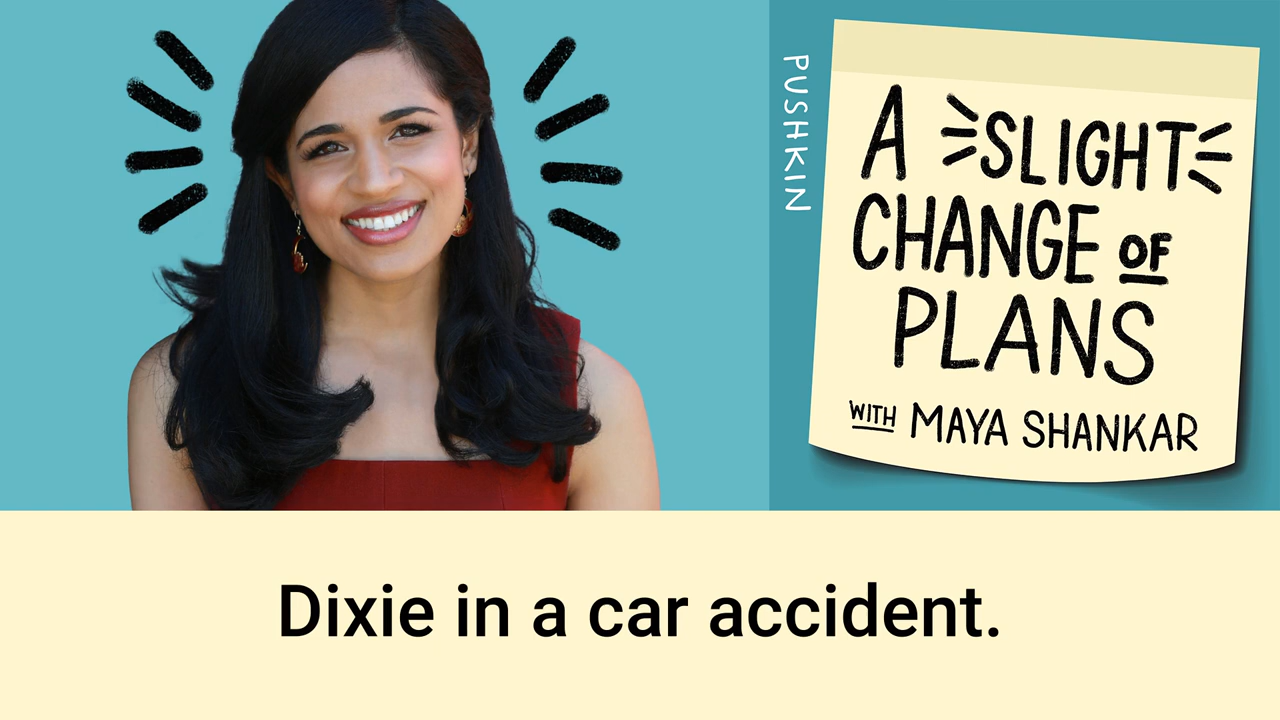 PUSHKIN
A SLIGHT
CHANGE OF
PLANS
WITH MAYA SHANKAR
Dixie in a car accident.